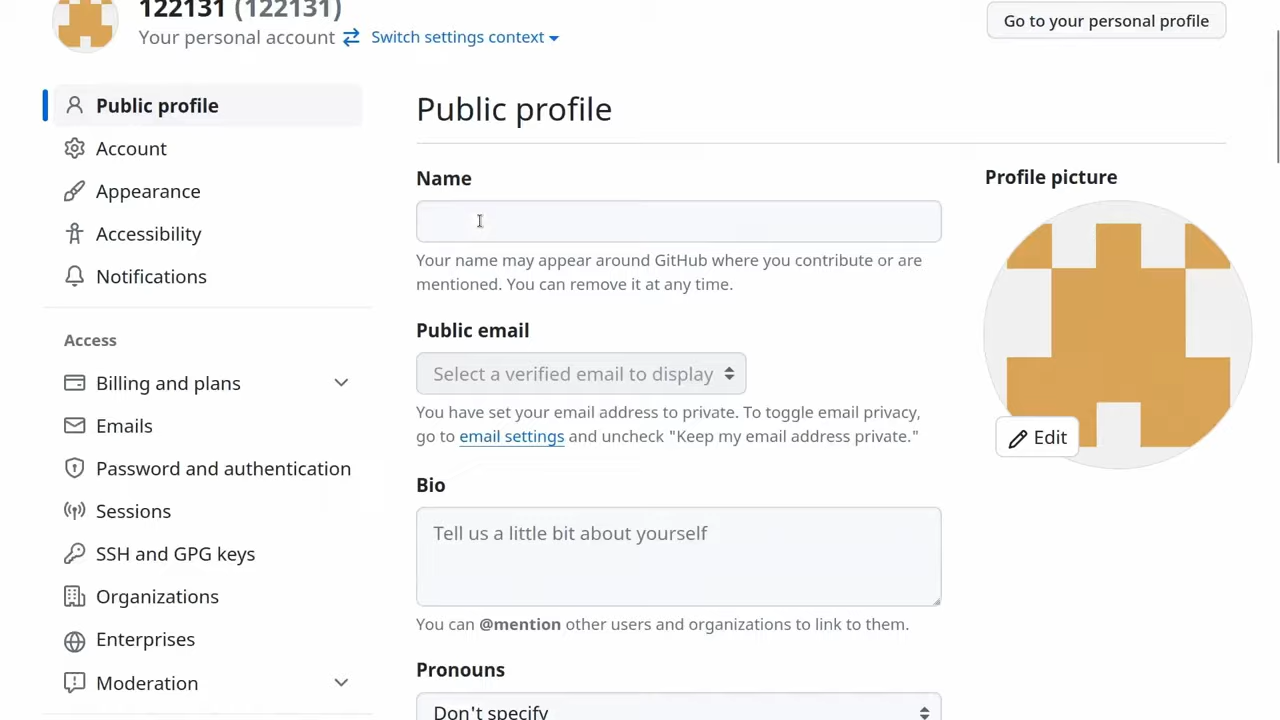 122131 (122131)
Your personal account Switch settings context
Go to your personal profile
Public profile
Account
Appearance
Accessibility
Notifications
Access
Billing and plans
Emails
Password and authentication
Sessions
SSH and GPG keys
Organizations
Enterprises
Moderation
Public profile
Name
Your name may appear around GitHub where you contribute or are
mentioned. You can remove it at any time.
Public email
Select a verified email to display
You have set your email address to private. To toggle email privacy,
go to email settings and uncheck "Keep my email address private."
Bio
Tell us a little bit about yourself
You can @mention other users and organizations to link to them.
Pronouns
Don't specify
Profile picture
Edit